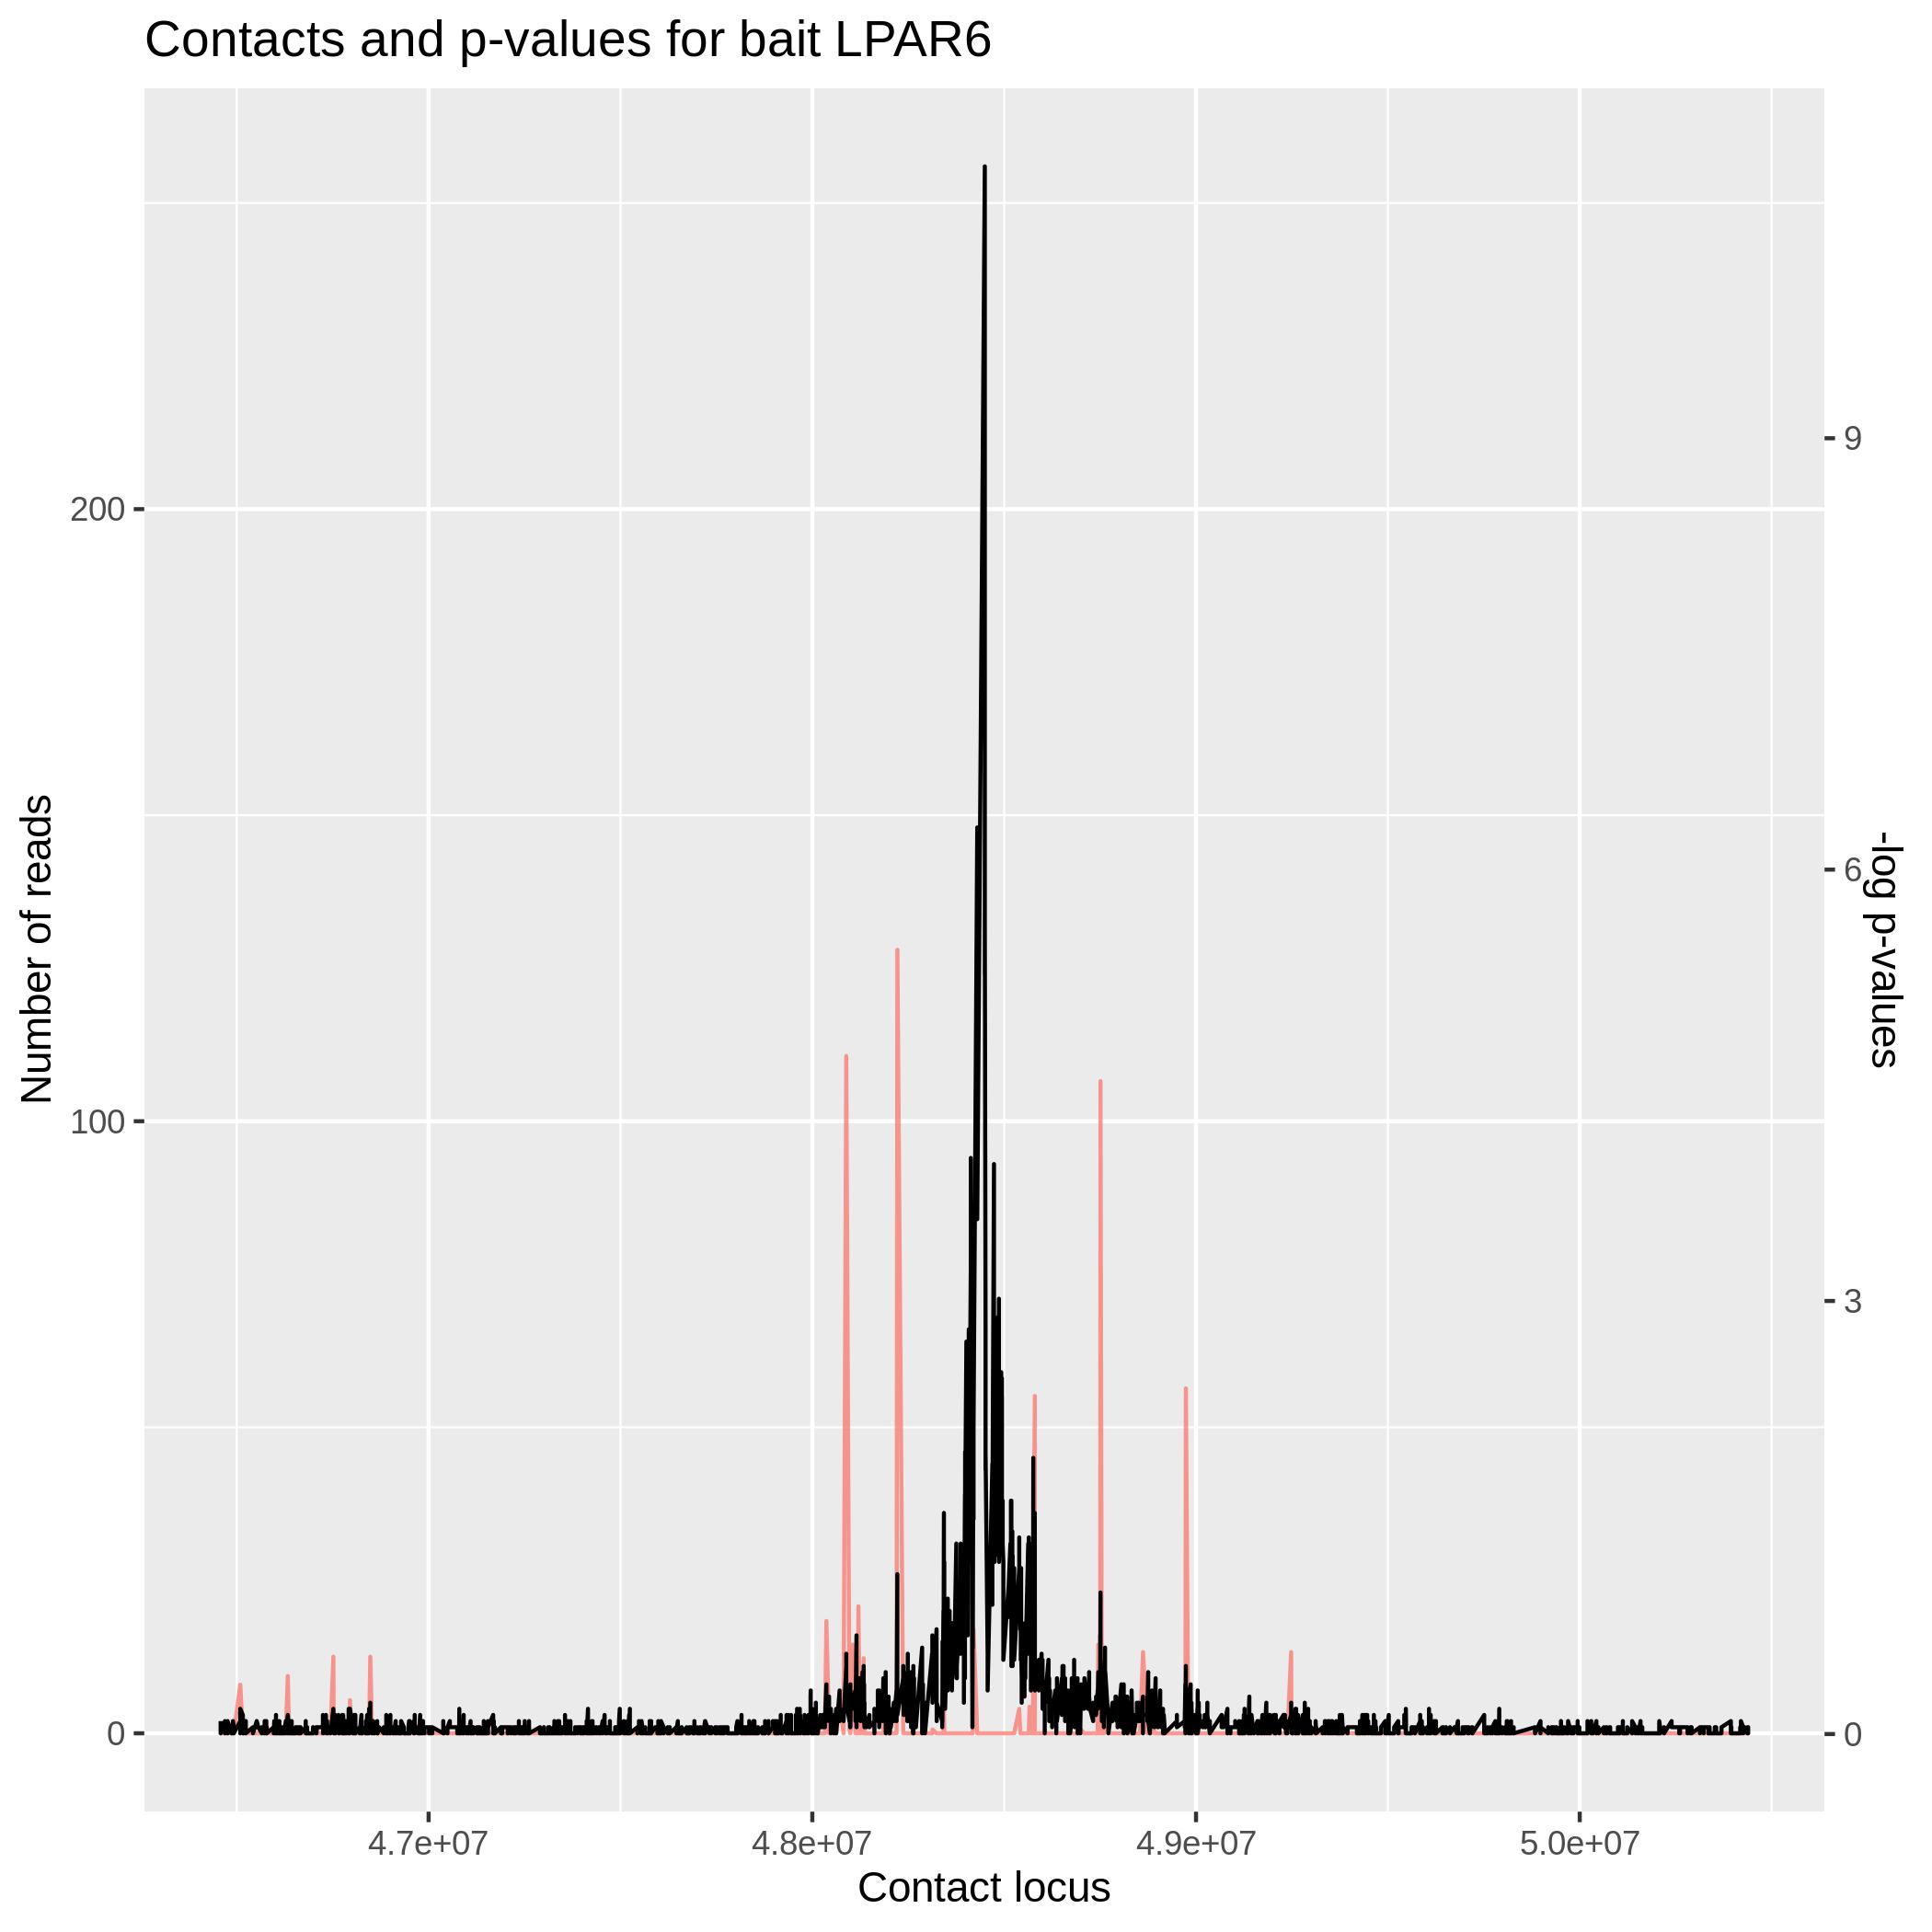 Contacts and p-values for bait LPAR6
Number of reads
200
100
0
9
6
3
0
-log p-values
4.7e+07
4.8e+07
4.9e+07
5.0e+07
Contact locus